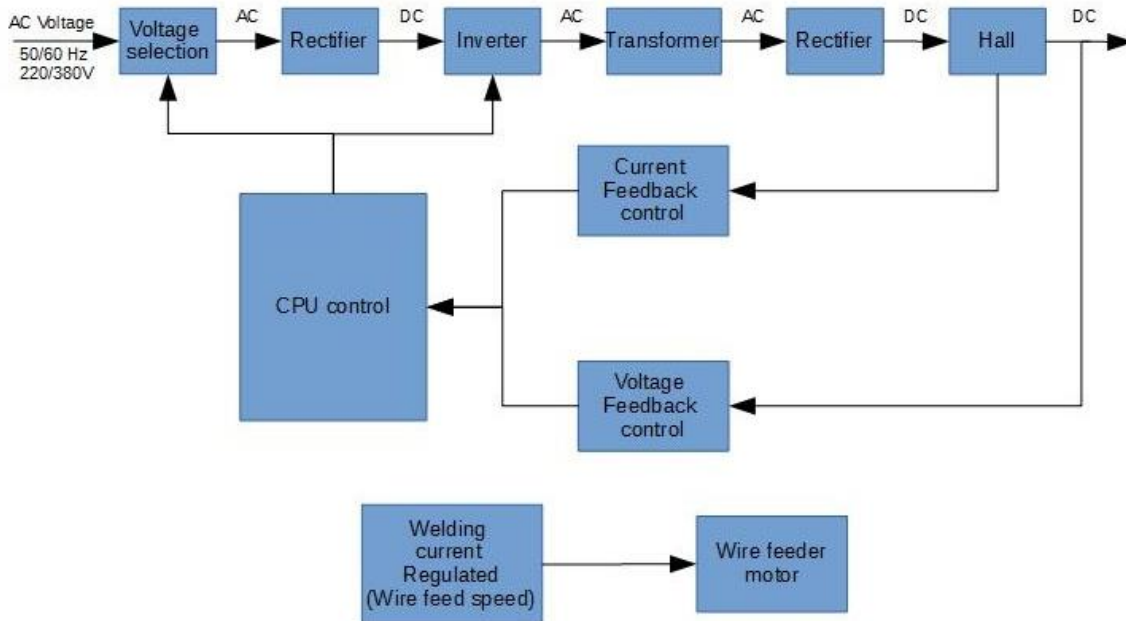 AC Voltage
50/60 Hz
220/380V
Voltage
selection
AC
Rectifier
DC
Inverter
AC
Transformer
AC
Rectifier
DC
Hall
DC
Current
Feedback
control
CPU control
Voltage
Feedback
control
Welding
current
Regulated
(Wire feed speed)
Wire feeder
motor